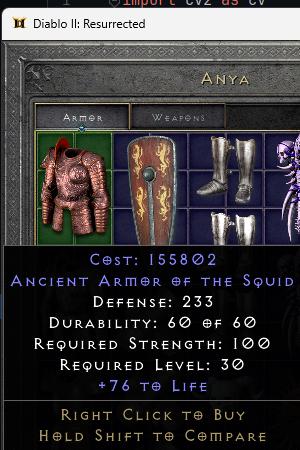 import cv2 as cv
Diablo II: Resurrected
Anya
Armor
Weapons
Cost: 155802
Ancient Armor of the Squid
Defense: 233
Durability: 60 of 60
Required Strength: 100
Required Level: 30
+76 to Life
Right Click to Buy
Hold Shift to Compare